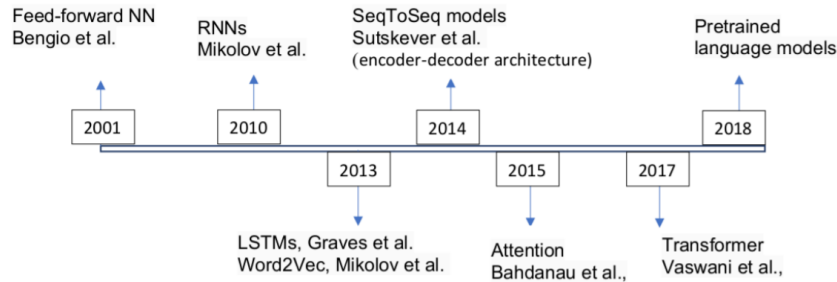 Feed-forward NN
Bengio et al.
RNNs
Mikolov et al.
SeqToSeq models
Sutskever et al.
(encoder-decoder architecture)
Pretrained
language models
2001
2010
2014
2018
2013
2015
2017
LSTMs, Graves et al.
Word2Vec, Mikolov et al.
Attention
Bahdanau et al.,
Transformer
Vaswani et al.,